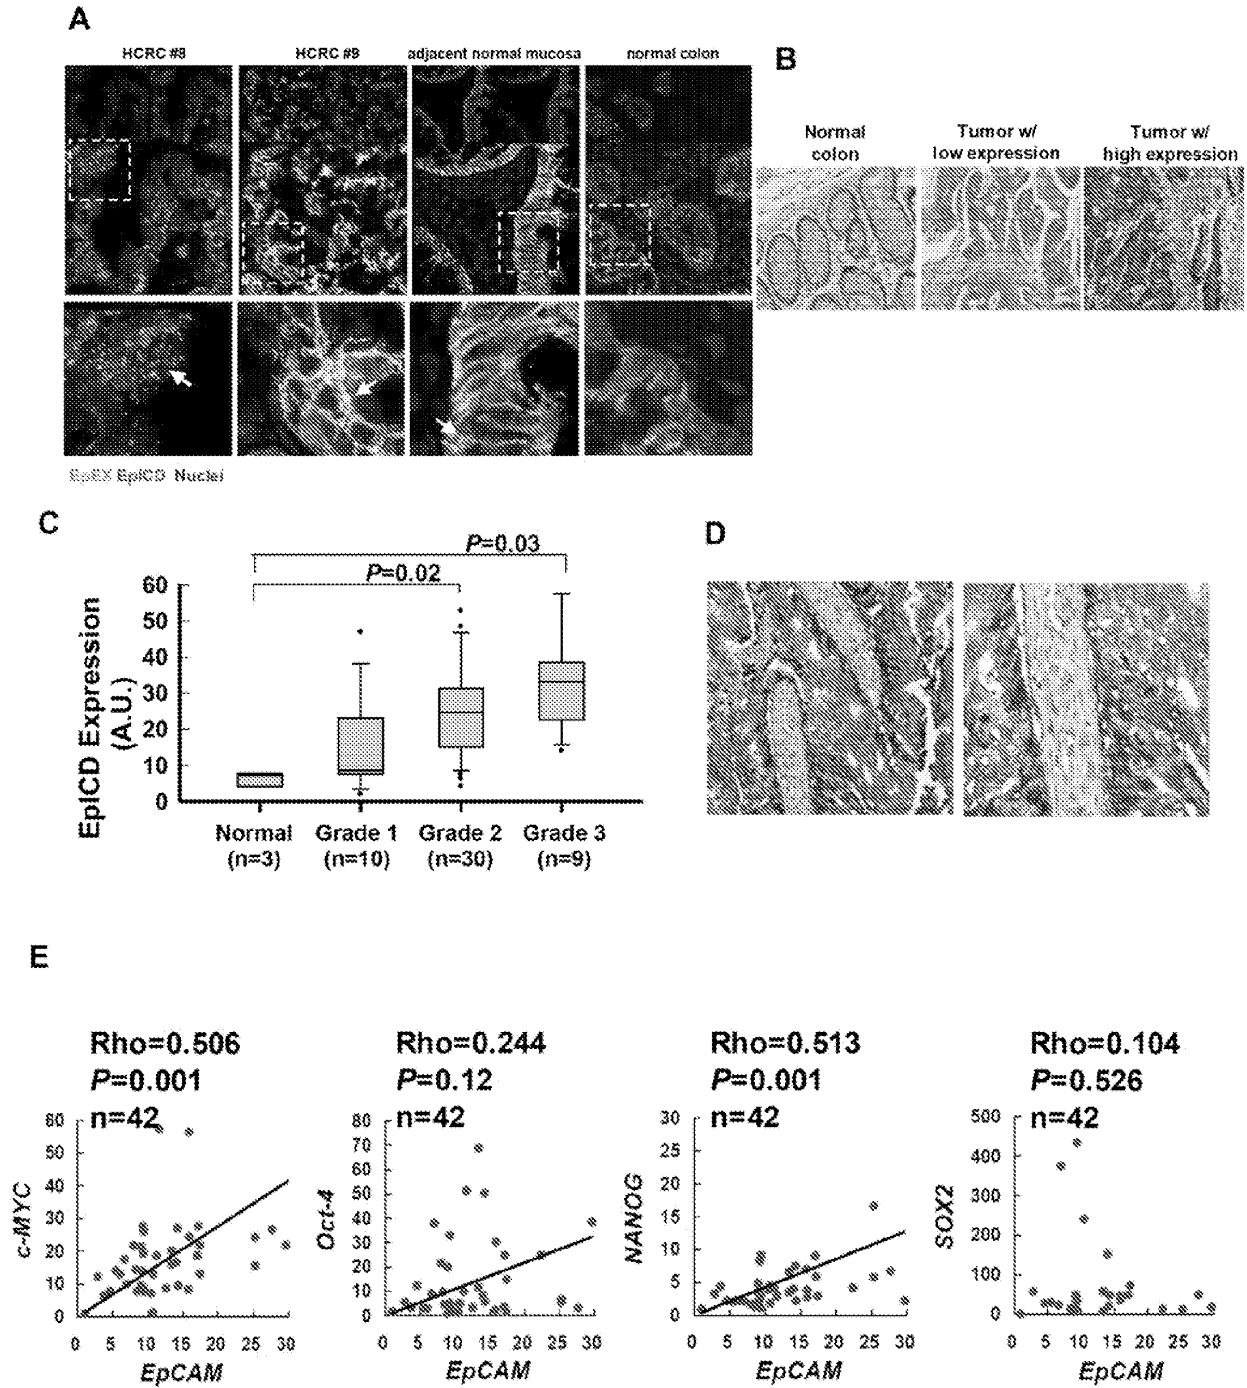 A
HCRC #8 HCRC #9 adjacent normal mucosa normal colon
EpEX EpICD Nuclei
B
Normal colon
Tumor w/ low expression
Tumor w/ high expression
C
P=0.03
P=0.02
EpICD Expression
(A.U.)
60
50
40
30
20
10
0
Normal
(n=3)
Grade 1
(n=10)
Grade 2
(n=30)
Grade 3
(n=9)
D
E
Rho=0.506
P=0.001
n=42
c-MYC
60
50
40
30
20
10
0
0 5 10 15 20 25 30
EpCAM
Rho=0.244
P=0.12
n=42
Oct-4
80
70
60
50
40
30
20
10
0
0 5 10 15 20 25 30
EpCAM
Rho=0.513
P=0.001
n=42
NANOG
30
25
20
15
10
5
0
0 5 10 15 20 25 30
EpCAM
Rho=0.104
P=0.526
n=42
SOX2
500
400
300
200
100
0
0 5 10 15 20 25 30
EpCAM